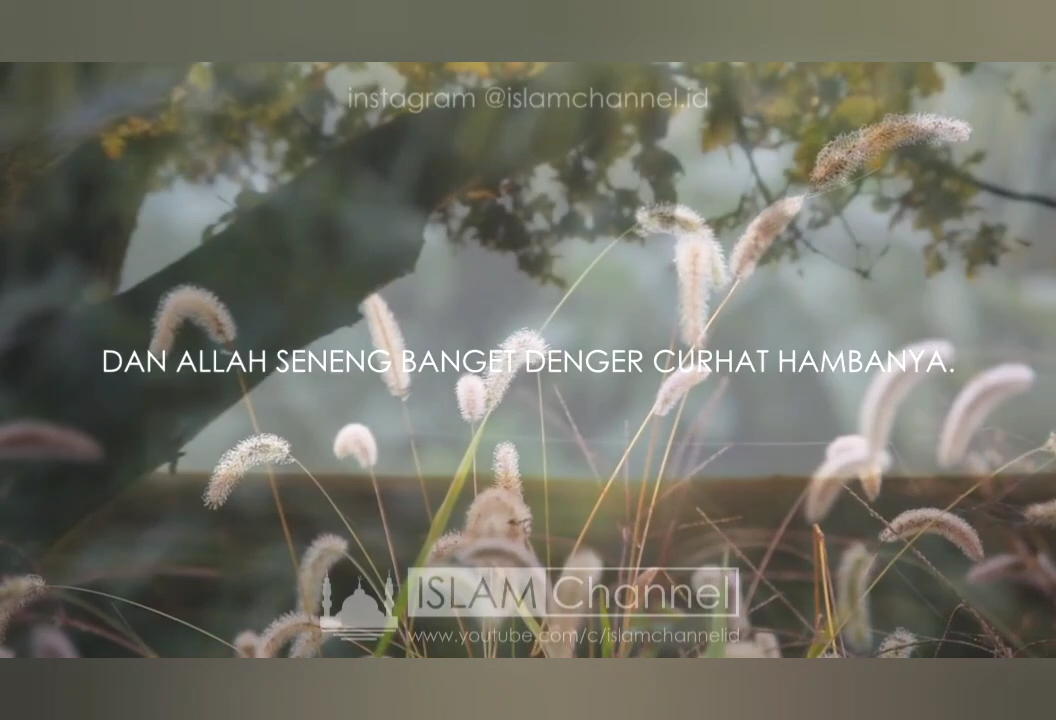 instagram @islamchannel.id
DAN ALLAH SENENG BANGET DENGER CURHAT HAMBANYA.
ISLAM Channel
www.youtube.com/c/islamchannelid